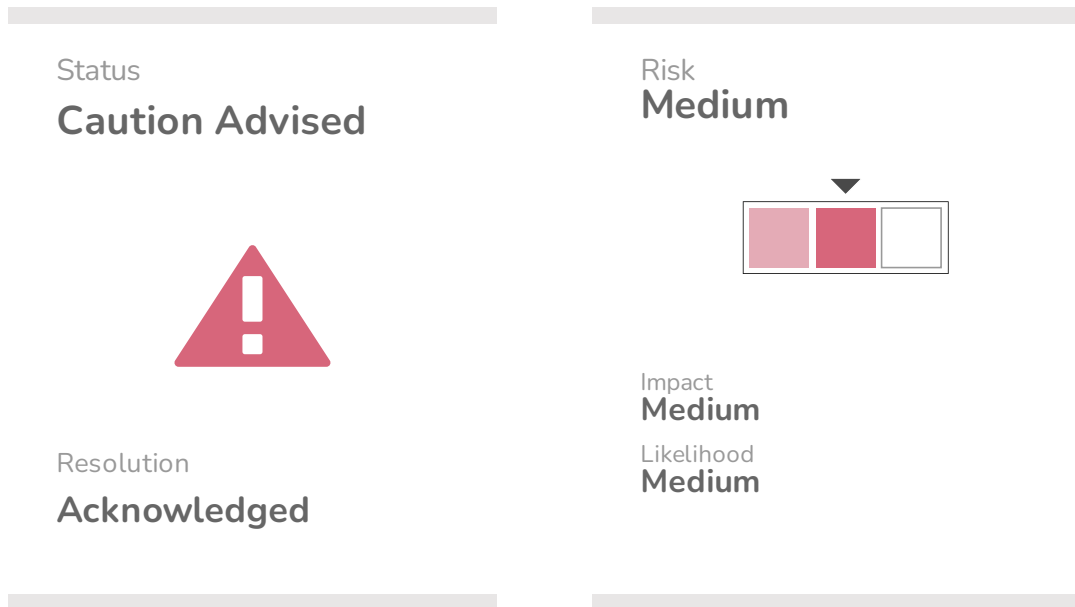 Status
Caution Advised
Resolution
Acknowledged
Risk
Medium
Impact
Medium
Likelihood
Medium